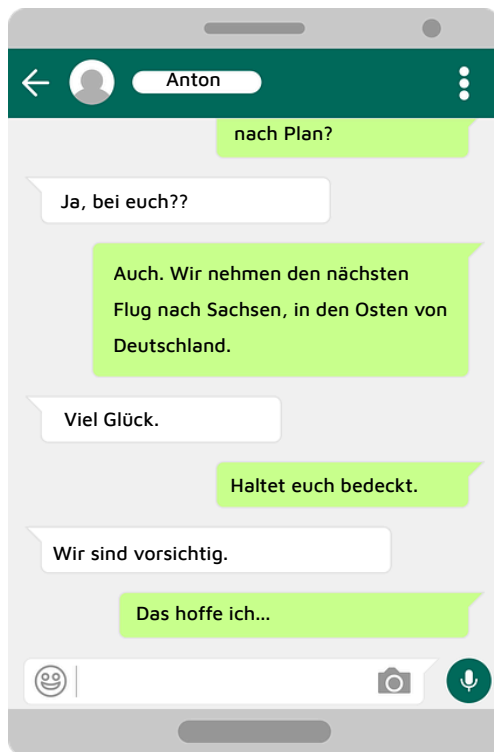 Anton
nach Plan?
Ja, bei euch??
Auch. Wir nehmen den nächsten
Flug nach Sachsen, in den Osten von
Deutschland.
Viel Glück.
Haltet euch bedeckt.
Wir sind vorsichtig.
Das hoffe ich...